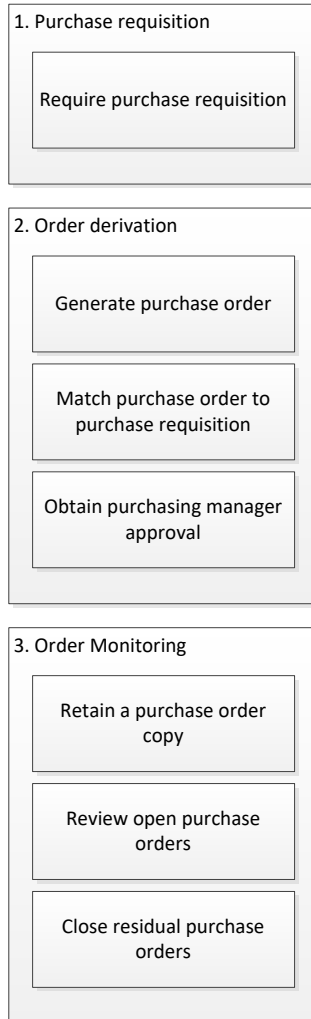 1. Purchase requisition
Require purchase requisition
2. Order derivation
Generate purchase order
Match purchase order to
purchase requisition
Obtain purchasing manager
approval
3. Order Monitoring
Retain a purchase order
copy
Review open purchase
orders
Close residual purchase
orders